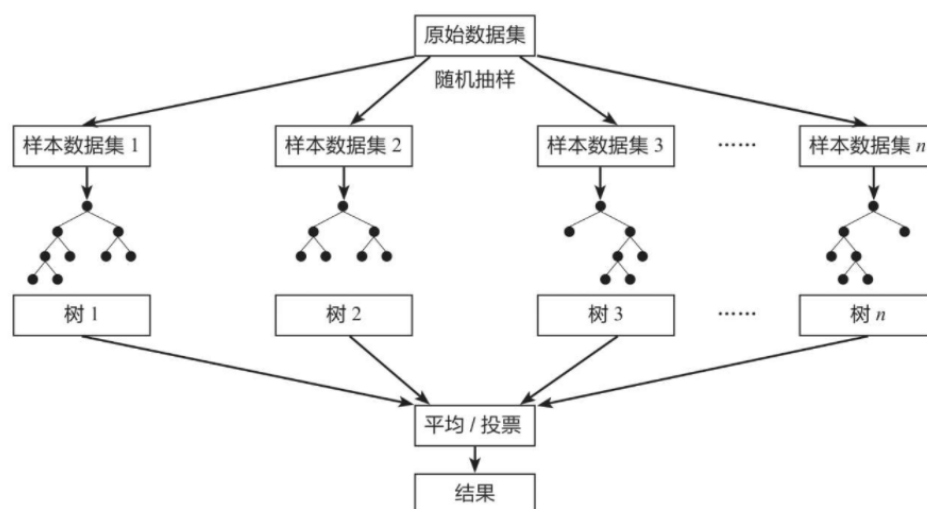 原始数据集
随机抽样
样本数据集 1
样本数据集 2
样本数据集 3
……
样本数据集 n
树 1
树 2
树 3
……
树 n
平均 / 投票
结果